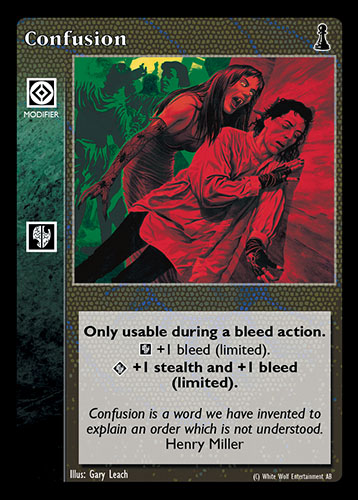 Confusion
MODIFIER
Only usable during a bleed action.
+1 bleed (limited).
+1 stealth and +1 bleed
(limited).
Confusion is a word we have invented to
explain an order which is not understood.
Henry Miller
Illus: Gary Leach
(C) White Wolf Entertainment AB